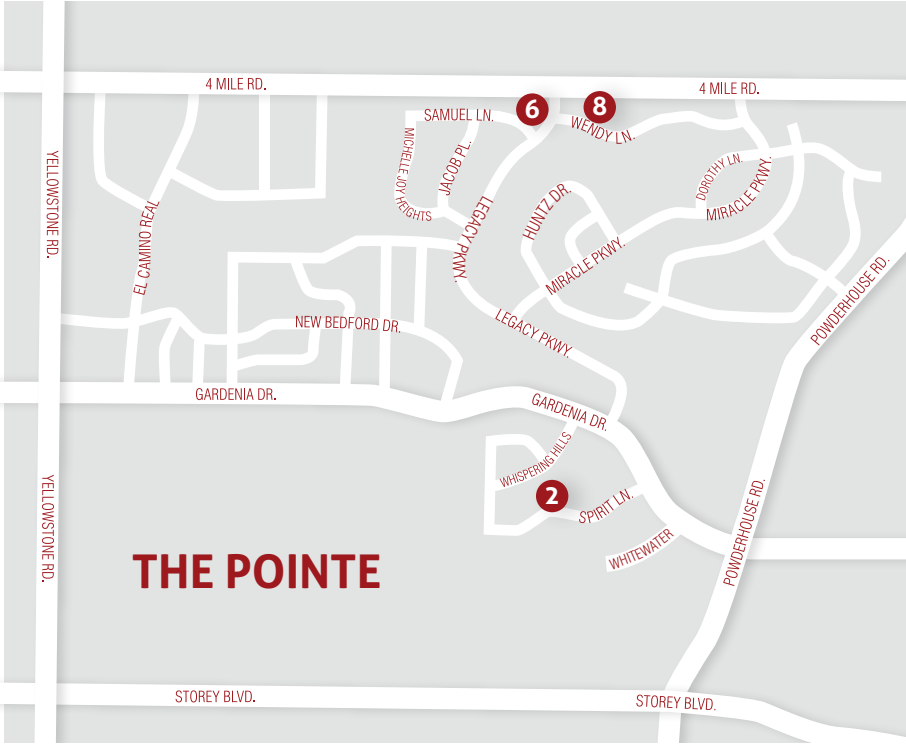 4 MILE RD.
4 MILE RD.
6
8
SAMUEL LN.
WENDY LN.
MICHELLE JOY HEIGHTS
JACOB PL.
DOROTHY LN.
MIRACLE PKWY.
YELLOWSTONE RD.
EL CAMINO REAL
LEGACY PKWY.
HUNTZ DR.
MIRACLE PKWY.
POWDERHOUSE RD.
NEW BEDFORD DR.
LEGACY PKWY.
GARDENIA DR.
GARDENIA DR.
WHISPERING HILLS
2
SPIRIT LN.
YELLOWSTONE RD.
WHITEWATER
POWDERHOUSE RD.
THE POINTE
STOREY BLVD.
STOREY BLVD.